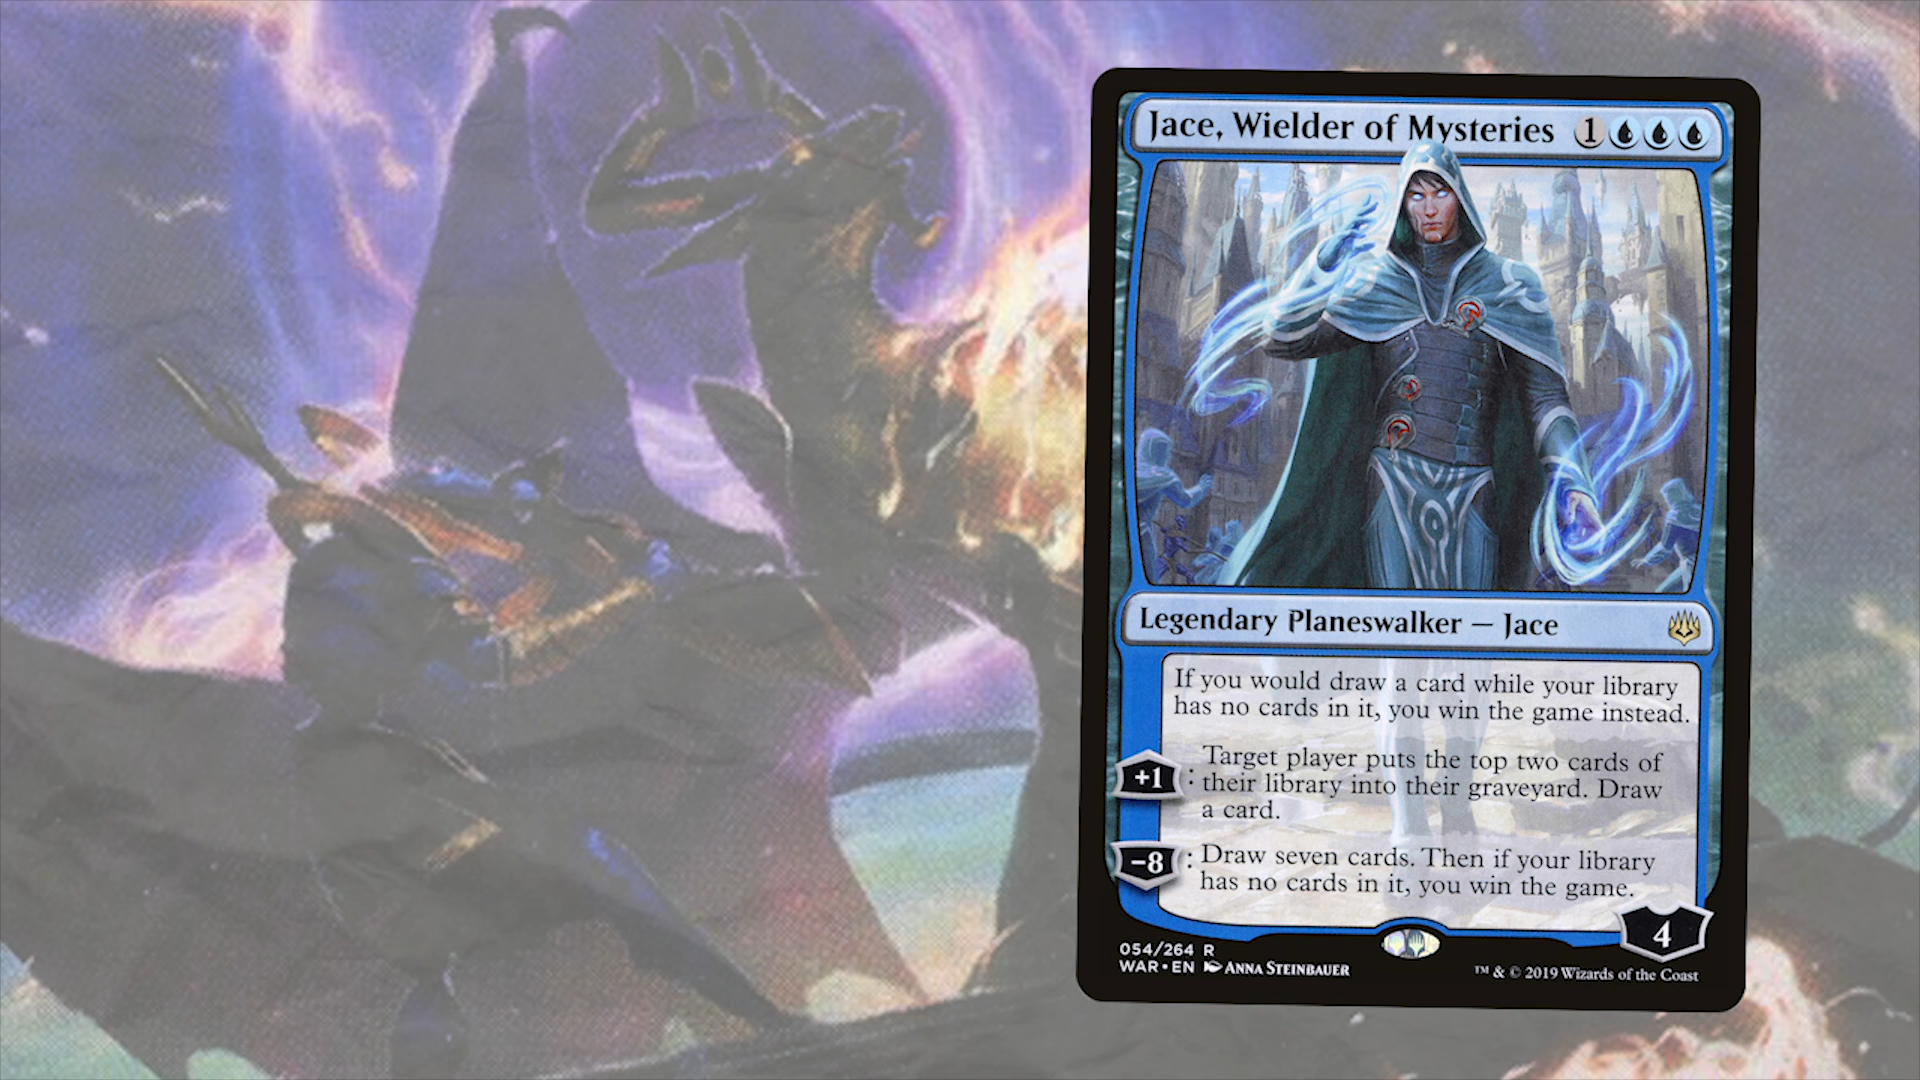 Jace, Wielder of Mysteries 1
Legendary Planeswalker — Jace
If you would draw a card while your library
has no cards in it, you win the game instead.
+1: Target player puts the top two cards of
their library into their graveyard. Draw
a card.
−8: Draw seven cards. Then if your library
has no cards in it, you win the game.
4
054/264 R
WAR • EN Anna Steinbauer
™ & © 2019 Wizards of the Coast